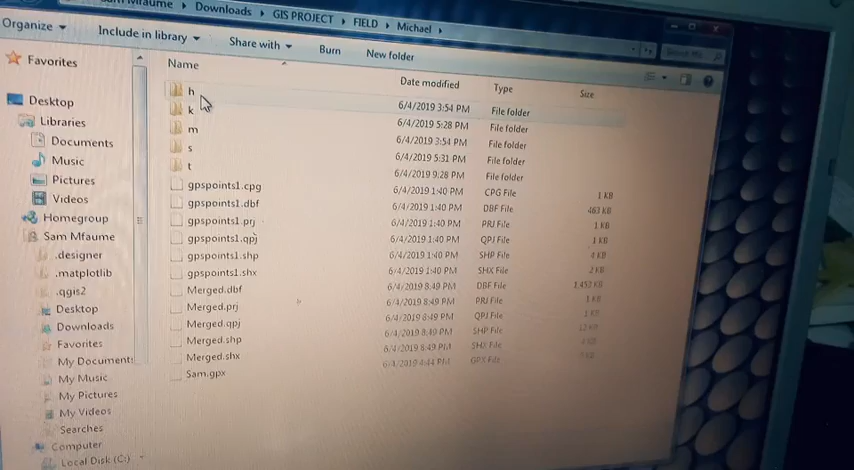 Downloads ▸ GIS PROJECT ▸ FIELD ▸ Michael ▸
Organize Include in library Share with Burn New folder
Name Date modified Type Size
h 6/4/2019 3:54 PM File folder
k 6/4/2019 5:28 PM File folder
m 6/4/2019 3:54 PM File folder
s 6/4/2019 5:31 PM File folder
t 6/4/2019 9:28 PM File folder
gpspoints1.cpg 6/4/2019 1:40 PM CPG File 1 KB
gpspoints1.dbf 6/4/2019 1:40 PM DBF File 463 KB
gpspoints1.prj 6/4/2019 1:40 PM PRJ File 1 KB
gpspoints1.qpj 6/4/2019 1:40 PM QPJ File 1 KB
gpspoints1.shp 6/4/2019 1:40 PM SHP File 4 KB
gpspoints1.shx 6/4/2019 1:40 PM SHX File 2 KB
Merged.dbf 6/4/2019 8:49 PM DBF File 1,452 KB
Merged.prj 6/4/2019 8:49 PM PRJ File 1 KB
Merged.qpj 6/4/2019 8:49 PM QPJ File 1 KB
Merged.shp 6/4/2019 8:49 PM SHP File
Merged.shx 6/4/2019 8:49 PM SHX File
Sam.gpx 6/4/2019 4:44 PM GPX File
Favorites
Desktop
Libraries
Documents
Music
Pictures
Videos
Homegroup
Sam Mfaume
.designer
.matplotlib
.qgis2
Desktop
Downloads
Favorites
My Documents
My Music
My Pictures
My Videos
Searches
Computer
Local Disk (C:)